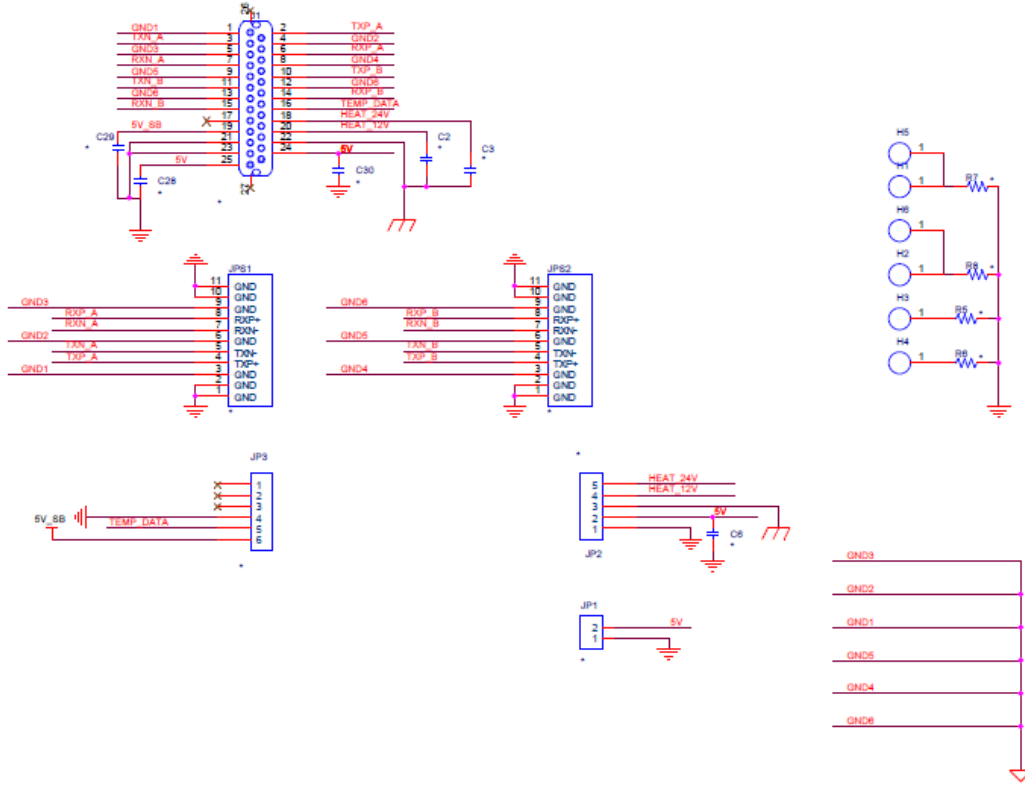 26
J1
GND1 1 2 TXP_A
TXN_A 3 4 GND2
GND3 5 6 RXP_A
RXN_A 7 8 GND4
GND5 9 10 TXP_B
TXN_B 11 12 GND6
GND6 13 14 RXP_B
RXN_B 15 16 TEMP_DATA
17 18 HEAT_24V
5V_SB 19 20 HEAT_12V
21 22
23 24 5V
5V 25
27
C29 *
C28 *
*
C30 *
C2 *
C3 *
H5 1
H1 1 R7 *
H6 1
H2 1 R8 *
H3 1 R5 *
H4 1 R6 *
JPS1
11 GND
10 GND
GND3 9 GND
RXP_A 8 RXP+
RXN_A 7 RXN-
GND2 6 GND
TXN_A 5 TXN-
TXP_A 4 TXP+
GND1 3 GND
2 GND
1 GND
*
JPS2
11 GND
10 GND
GND6 9 GND
RXP_B 8 RXP+
RXN_B 7 RXN-
GND5 6 GND
TXN_B 5 TXN-
TXP_B 4 TXP+
GND4 3 GND
2 GND
1 GND
*
JP3
1
2
3
4
TEMP_DATA 5
5V_SB 6
*
*
5 HEAT_24V
4 HEAT_12V
3
2 5V
1
JP2
C6 *
JP1
2 5V
1
*
GND3
GND2
GND1
GND5
GND4
GND6